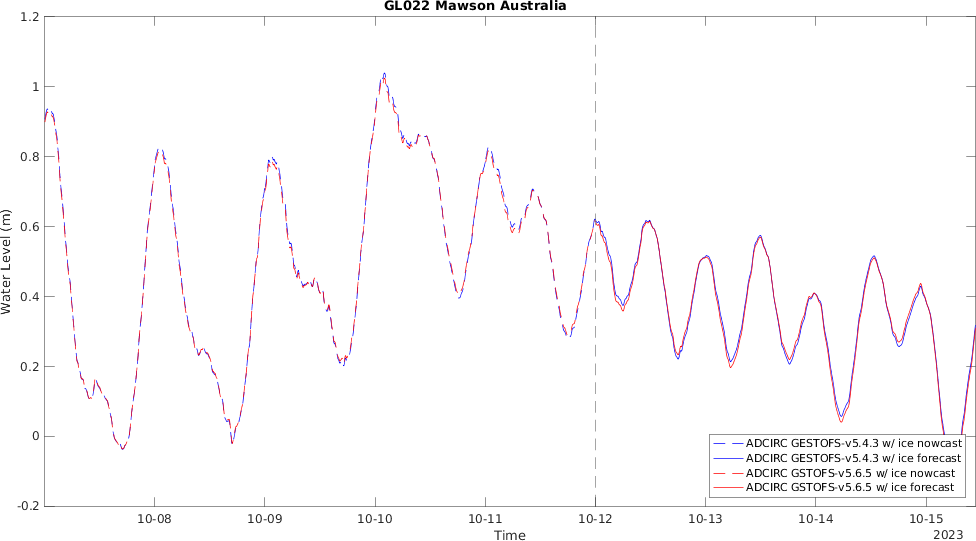 GL022 Mawson Australia
1.2
1
0.8
0.6
0.4
0.2
0
-0.2
Water Level (m)
10-08
10-09
10-10
10-11
10-12
10-13
10-14
10-15
Time
2023
ADCIRC GESTOFS-v5.4.3 w/ ice nowcast
ADCIRC GESTOFS-v5.4.3 w/ ice forecast
ADCIRC GSTOFS-v5.6.5 w/ ice nowcast
ADCIRC GSTOFS-v5.6.5 w/ ice forecast